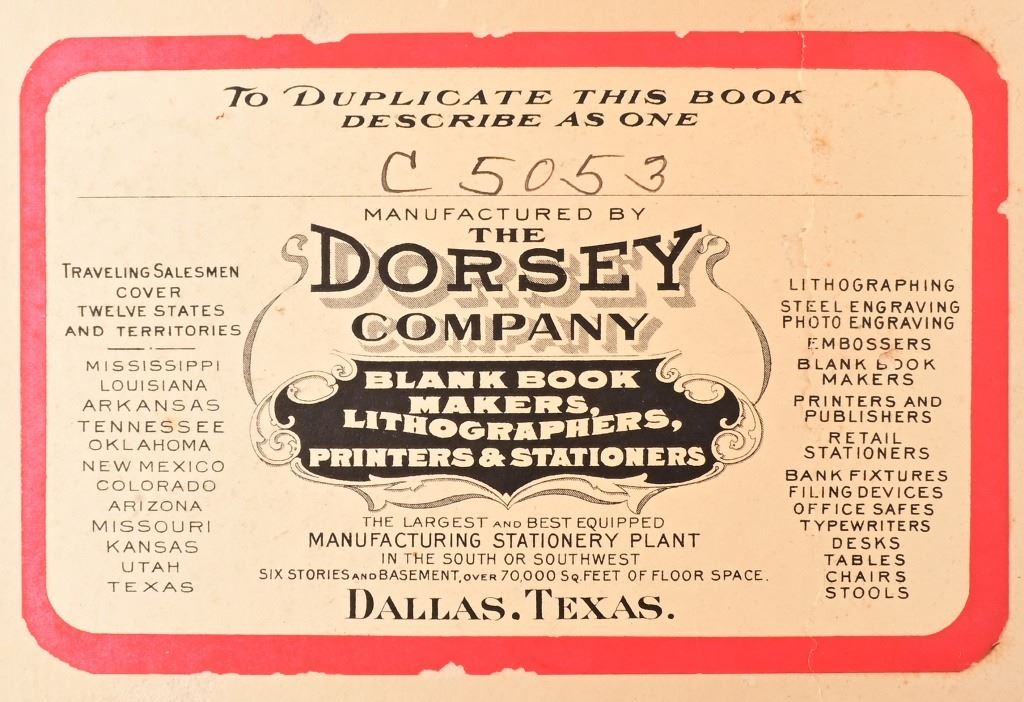 TO DUPLICATE THIS BOOK
DESCRIBE AS ONE
C 5053
MANUFACTURED BY
THE
DORSEY
COMPANY
BLANK BOOK
MAKERS,
LITHOGRAPHERS,
PRINTERS & STATIONERS
THE LARGEST AND BEST EQUIPPED
MANUFACTURING STATIONERY PLANT
IN THE SOUTH OR SOUTHWEST
SIX STORIES AND BASEMENT, OVER 70,000 SQ. FEET OF FLOOR SPACE.
DALLAS, TEXAS.
TRAVELING SALESMEN
COVER
TWELVE STATES
AND TERRITORIES
MISSISSIPPI
LOUISIANA
ARKANSAS
TENNESSEE
OKLAHOMA
NEW MEXICO
COLORADO
ARIZONA
MISSOURI
KANSAS
UTAH
TEXAS
LITHOGRAPHING
STEEL ENGRAVING
PHOTO ENGRAVING
EMBOSSERS
BLANK BOOK
MAKERS
PRINTERS AND
PUBLISHERS
RETAIL
STATIONERS
BANK FIXTURES
FILING DEVICES
OFFICE SAFES
TYPEWRITERS
DESKS
TABLES
CHAIRS
STOOLS